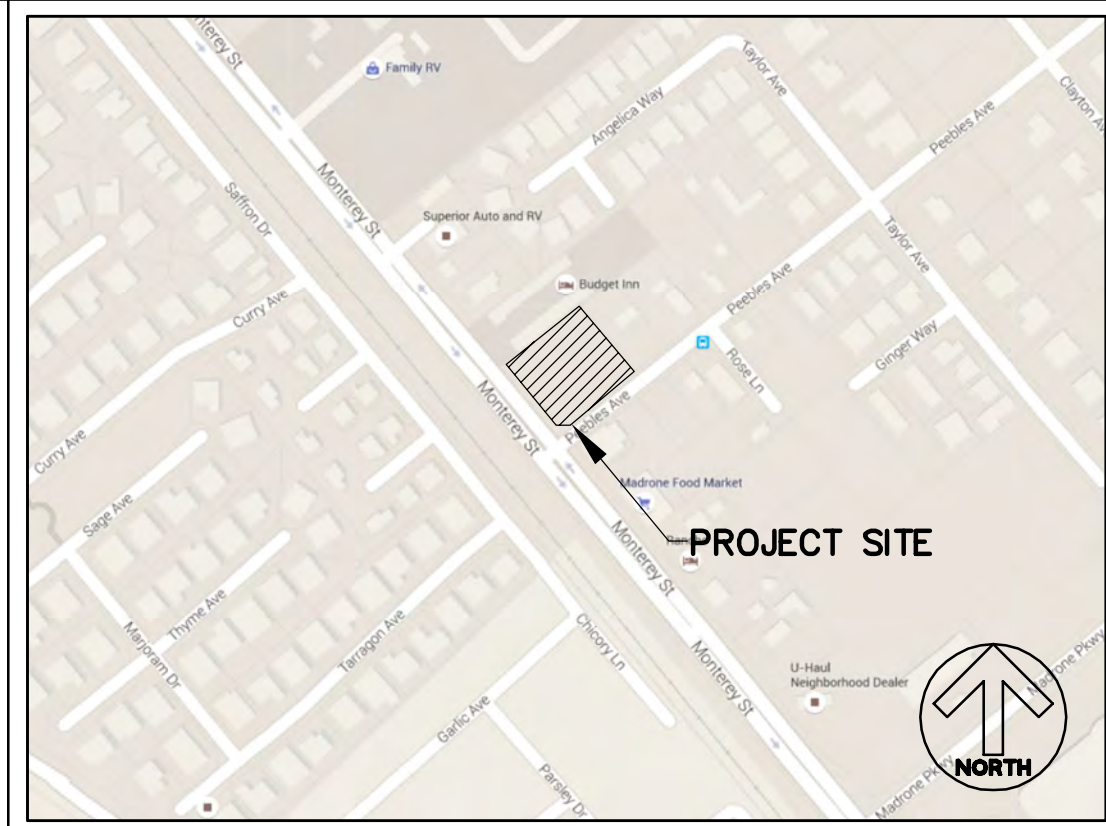 nterey St
Family RV
Taylor Ave
Clayton Av
Angelica Way
Peebles Ave
Monterey St
Saffron Dr
Superior Auto and RV
Taylor Ave
Budget Inn
Peebles Ave
Curry Ave
Ginger Way
Rose Ln
Monterey St
Peebles Ave
Curry Ave
Madrone Food Market
Sage Ave
PROJECT SITE
Monterey St
Thyme Ave
Marjoram Dr
Tarragon Ave
Chicory Ln
Monterey St
U-Haul
Neighborhood Dealer
Madrone Pkwy
Garlic Ave
NORTH
Parsley Dr
Madrone Pkwy